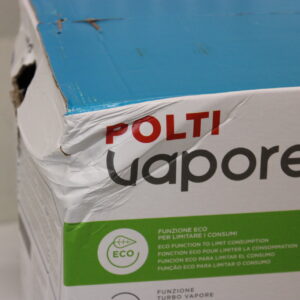 POLTI
vapore
FUNZIONE ECO
PER LIMITARE I CONSUMI
ECO FUNCTION TO LIMIT CONSUMPTION
FONCTION ECO POUR LIMITER LA CONSOMMATION
FUNCIÓN ECO PARA LIMITAR EL CONSUMO
FUNÇÃO ECO PARA LIMITAR O CONSUMO
ECO
FUNZIONE
TURBO VAPORE